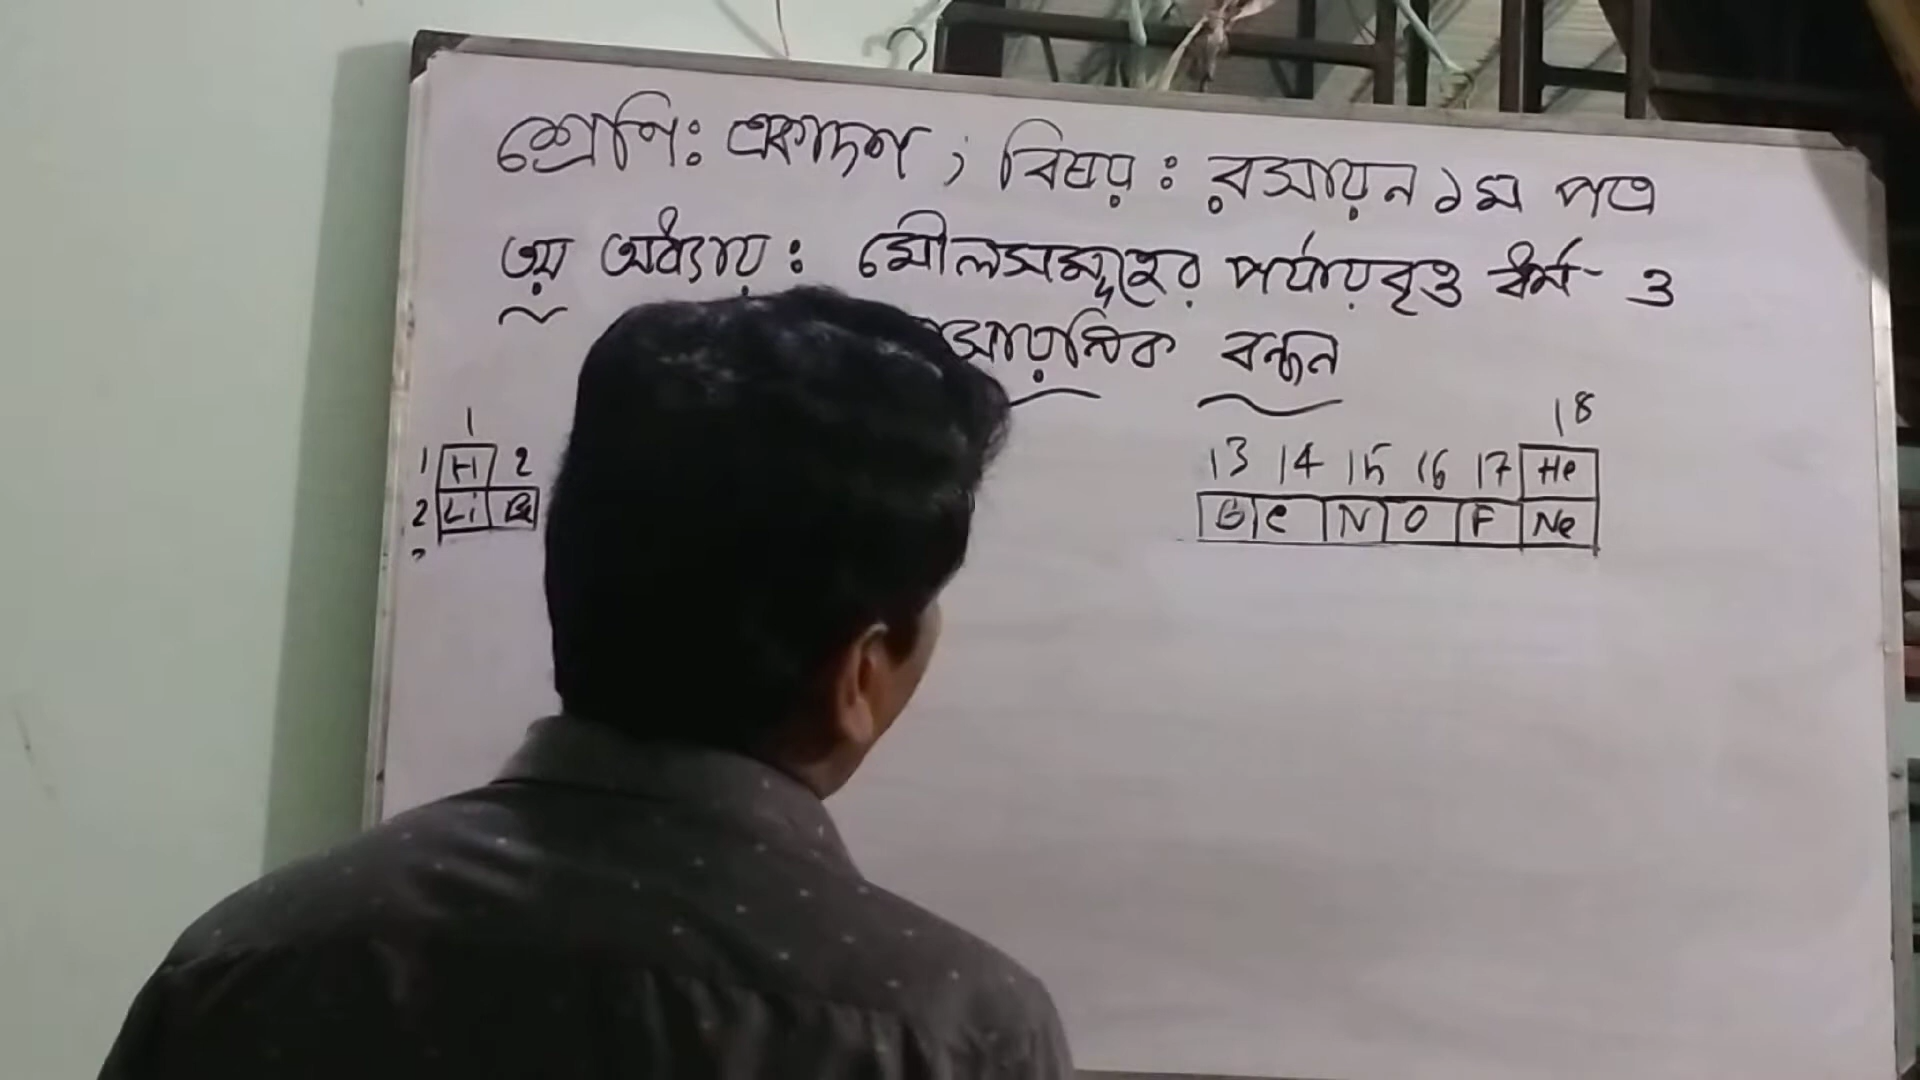 শ্রেণিঃ একাদশ ; বিষয় : রসায়ন ১ম পত্র
৩য় অধ্যায় : মৌলসমূহের পর্যায়বৃত্ত ধর্ম ও
বন্ধন
1 18
1 H 2 13 14 15 16 17 He
2 Li Be B C N O F Ne